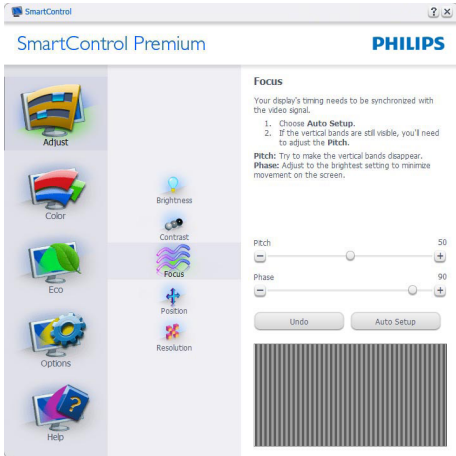 SmartControl
SmartControl Premium
PHILIPS
Adjust
Color
Eco
Options
Help
Brightness
Contrast
Focus
Position
Resolution
Focus
Your display's timing needs to be synchronized with
the video signal.
1. Choose Auto Setup.
2. If the vertical bands are still visible, you'll need
to adjust the Pitch.
Pitch: Try to make the vertical bands disappear.
Phase: Adjust to the brightest setting to minimize
movement on the screen.
Pitch 50
Phase 90
Undo Auto Setup